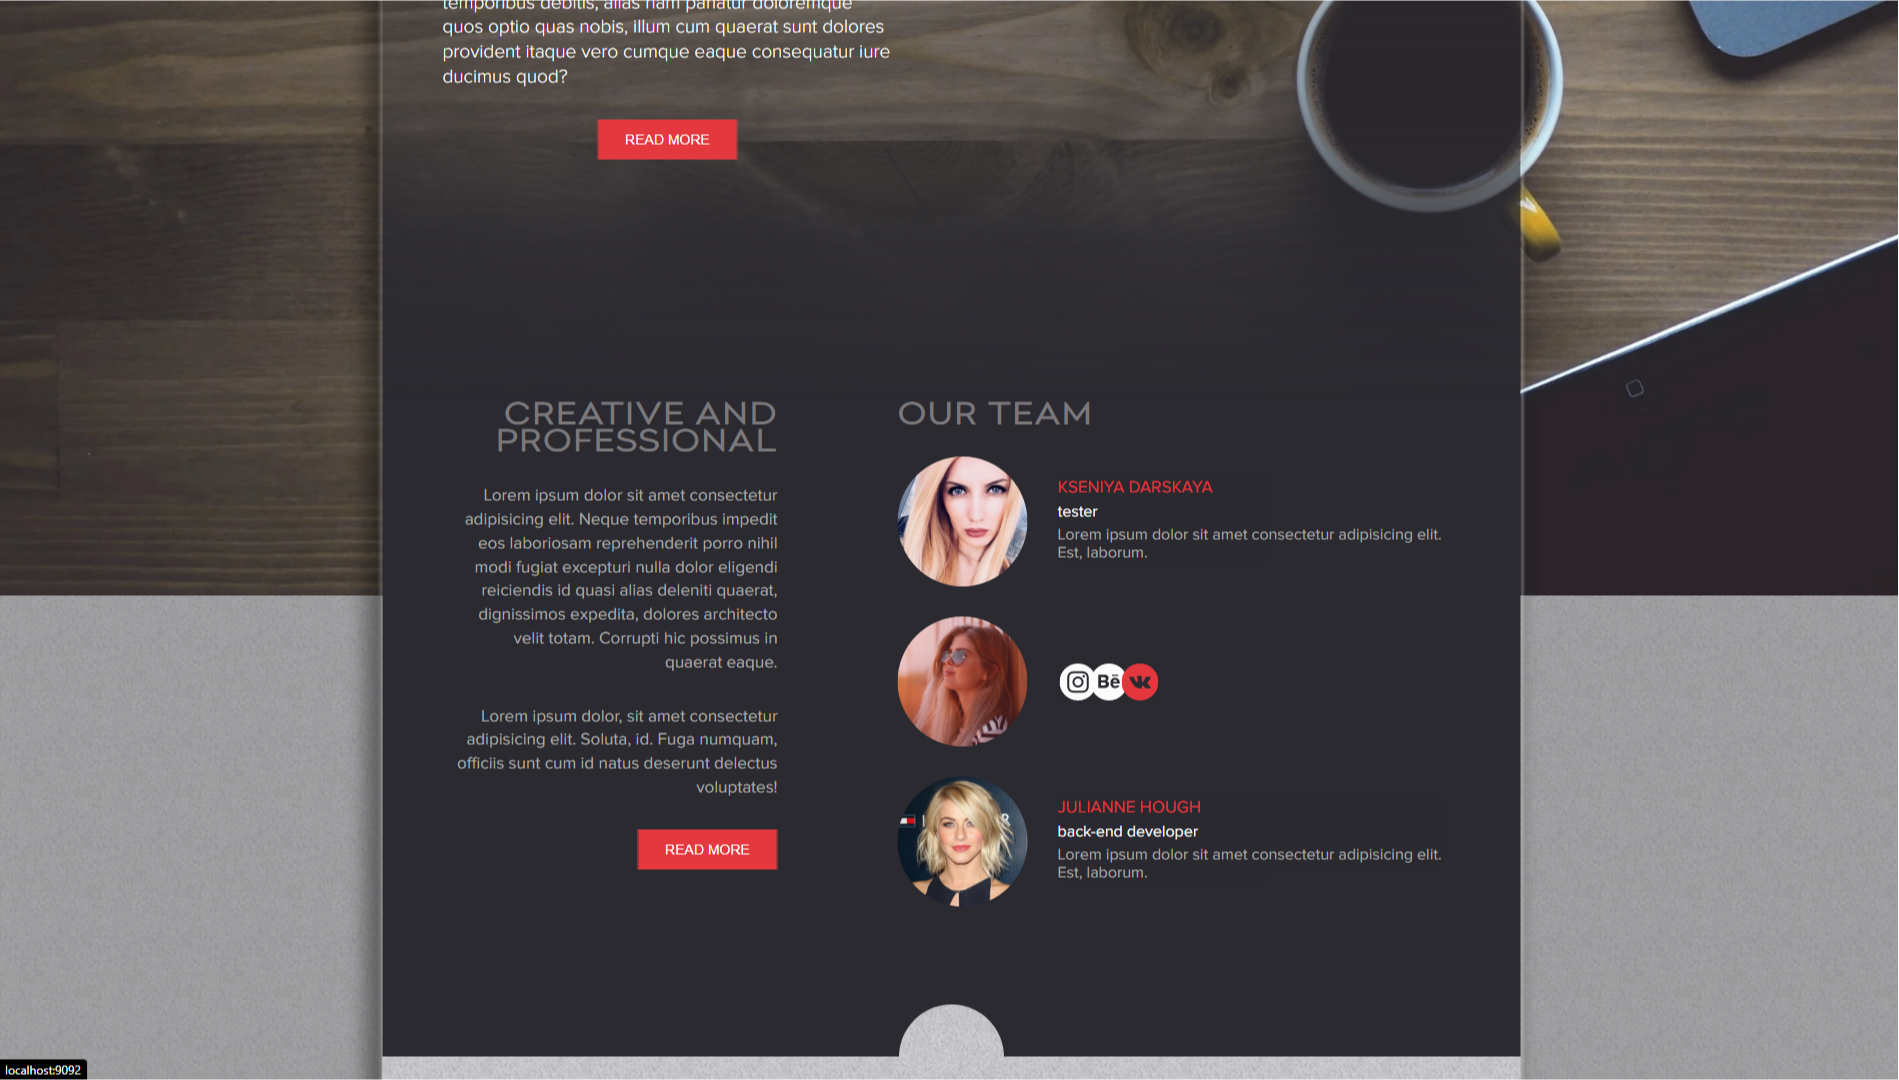 temporibus debitis, alias nam pariatur doloremque
quos optio quas nobis, illum cum quaerat sunt dolores
provident itaque vero cumque eaque consequatur iure
ducimus quod?
READ MORE
CREATIVE AND
PROFESSIONAL
Lorem ipsum dolor sit amet consectetur
adipisicing elit. Neque temporibus impedit
eos laboriosam reprehenderit porro nihil
modi fugiat excepturi nulla dolor eligendi
reiciendis id quasi alias deleniti quaerat,
dignissimos expedita, dolores architecto
velit totam. Corrupti hic possimus in
quaerat eaque.
Lorem ipsum dolor, sit amet consectetur
adipisicing elit. Soluta, id. Fuga numquam,
officiis sunt cum id natus deserunt delectus
voluptates!
READ MORE
OUR TEAM
KSENIYA DARSKAYA
tester
Lorem ipsum dolor sit amet consectetur adipisicing elit.
Est, laborum.
Bē
JULIANNE HOUGH
back-end developer
Lorem ipsum dolor sit amet consectetur adipisicing elit.
Est, laborum.
localhost:9092